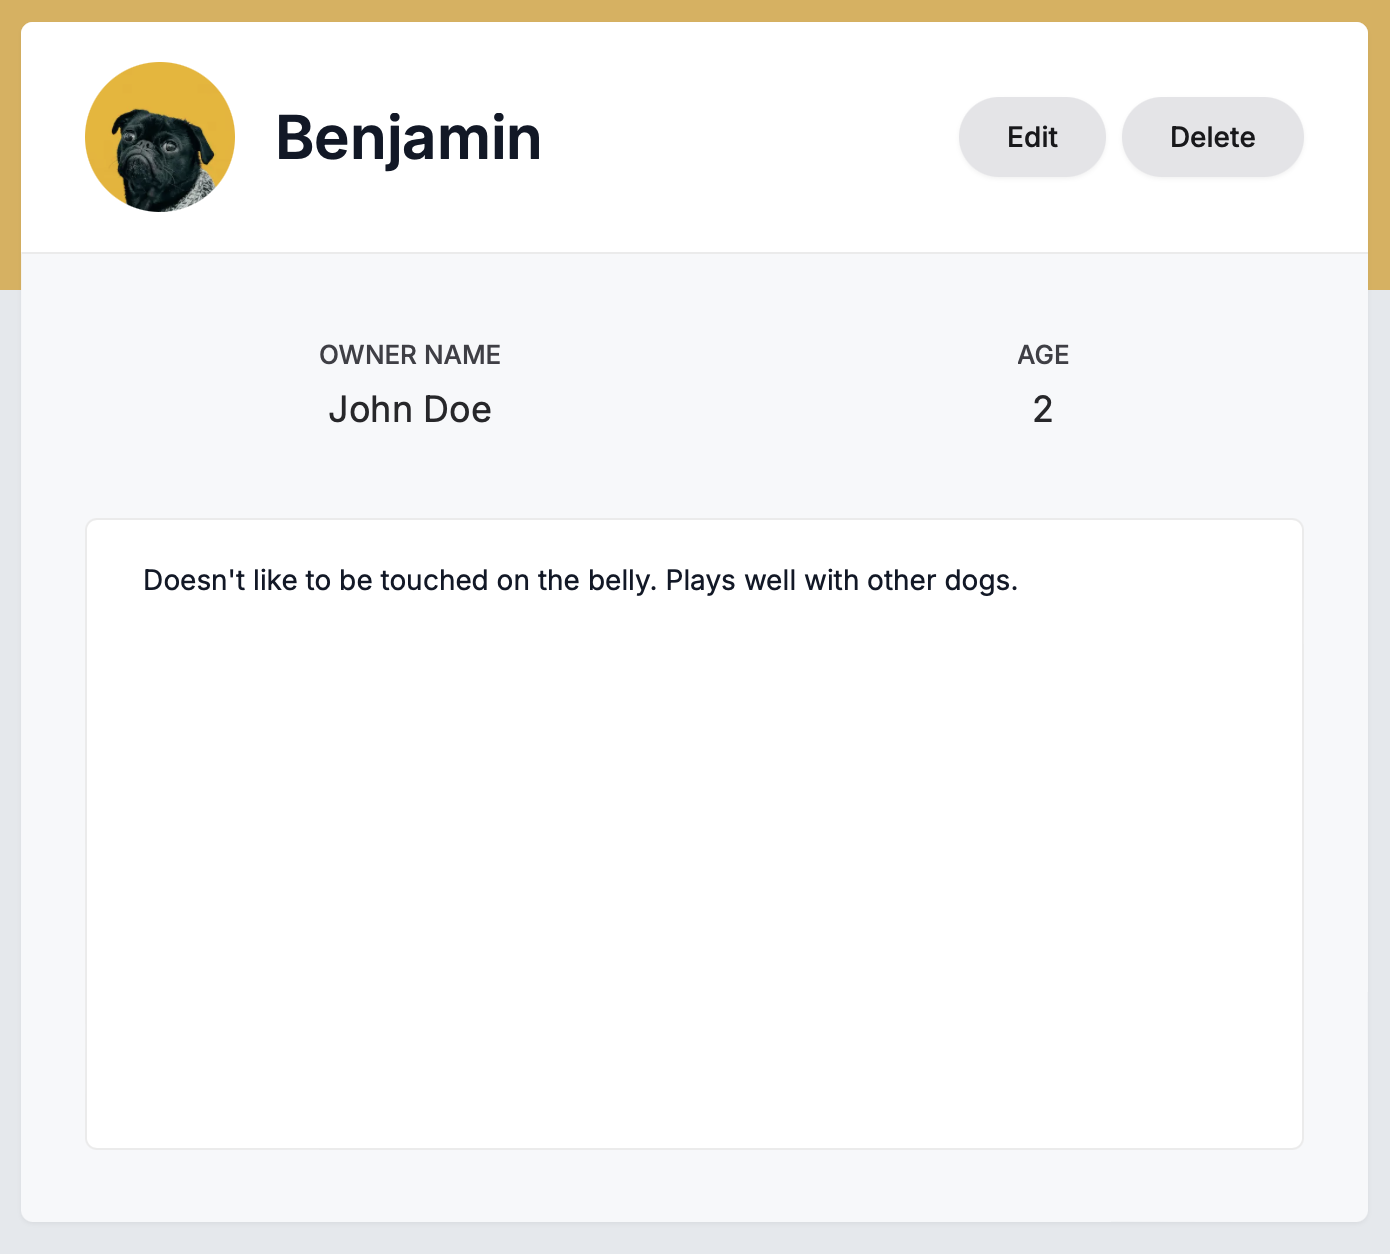 Benjamin
Edit
Delete
OWNER NAME
John Doe
AGE
2
Doesn't like to be touched on the belly. Plays well with other dogs.